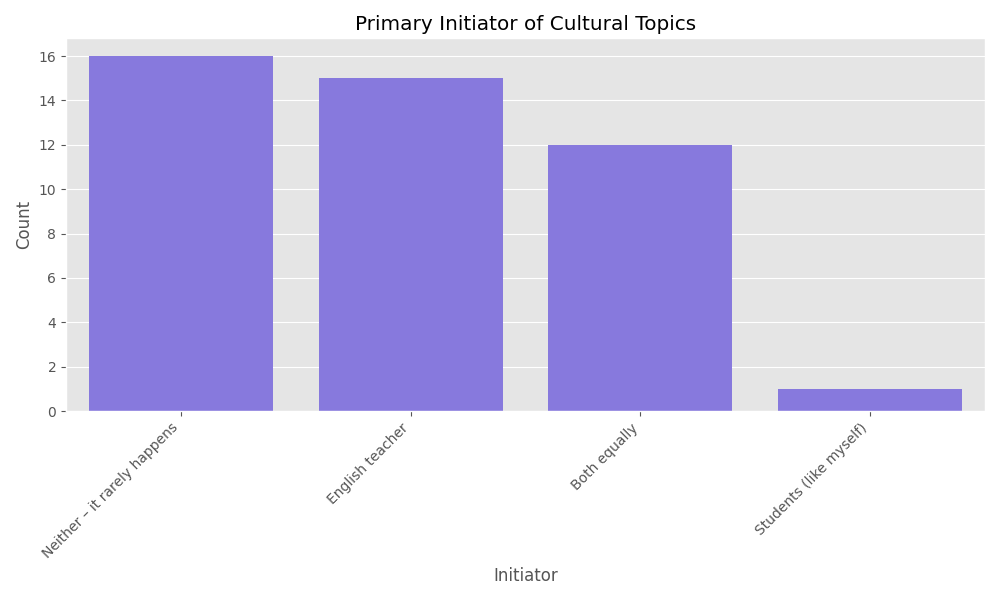 Primary Initiator of Cultural Topics
Count
16
14
12
10
8
6
4
2
0
Neither – it rarely happens
English teacher
Both equally
Students (like myself)
Initiator